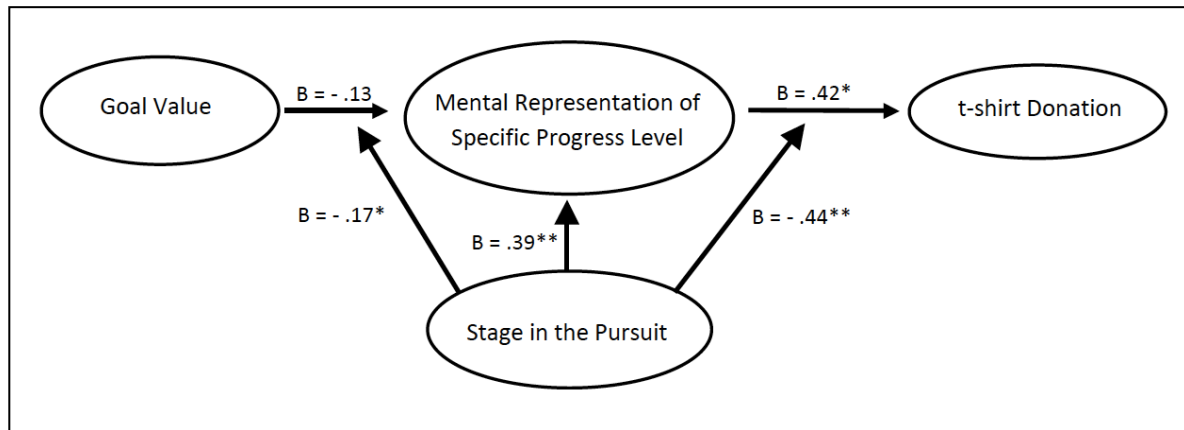 Goal Value
B = - .13
Mental Representation of
Specific Progress Level
B = .42*
t-shirt Donation
B = - .17*
B = .39**
B = - .44**
Stage in the Pursuit